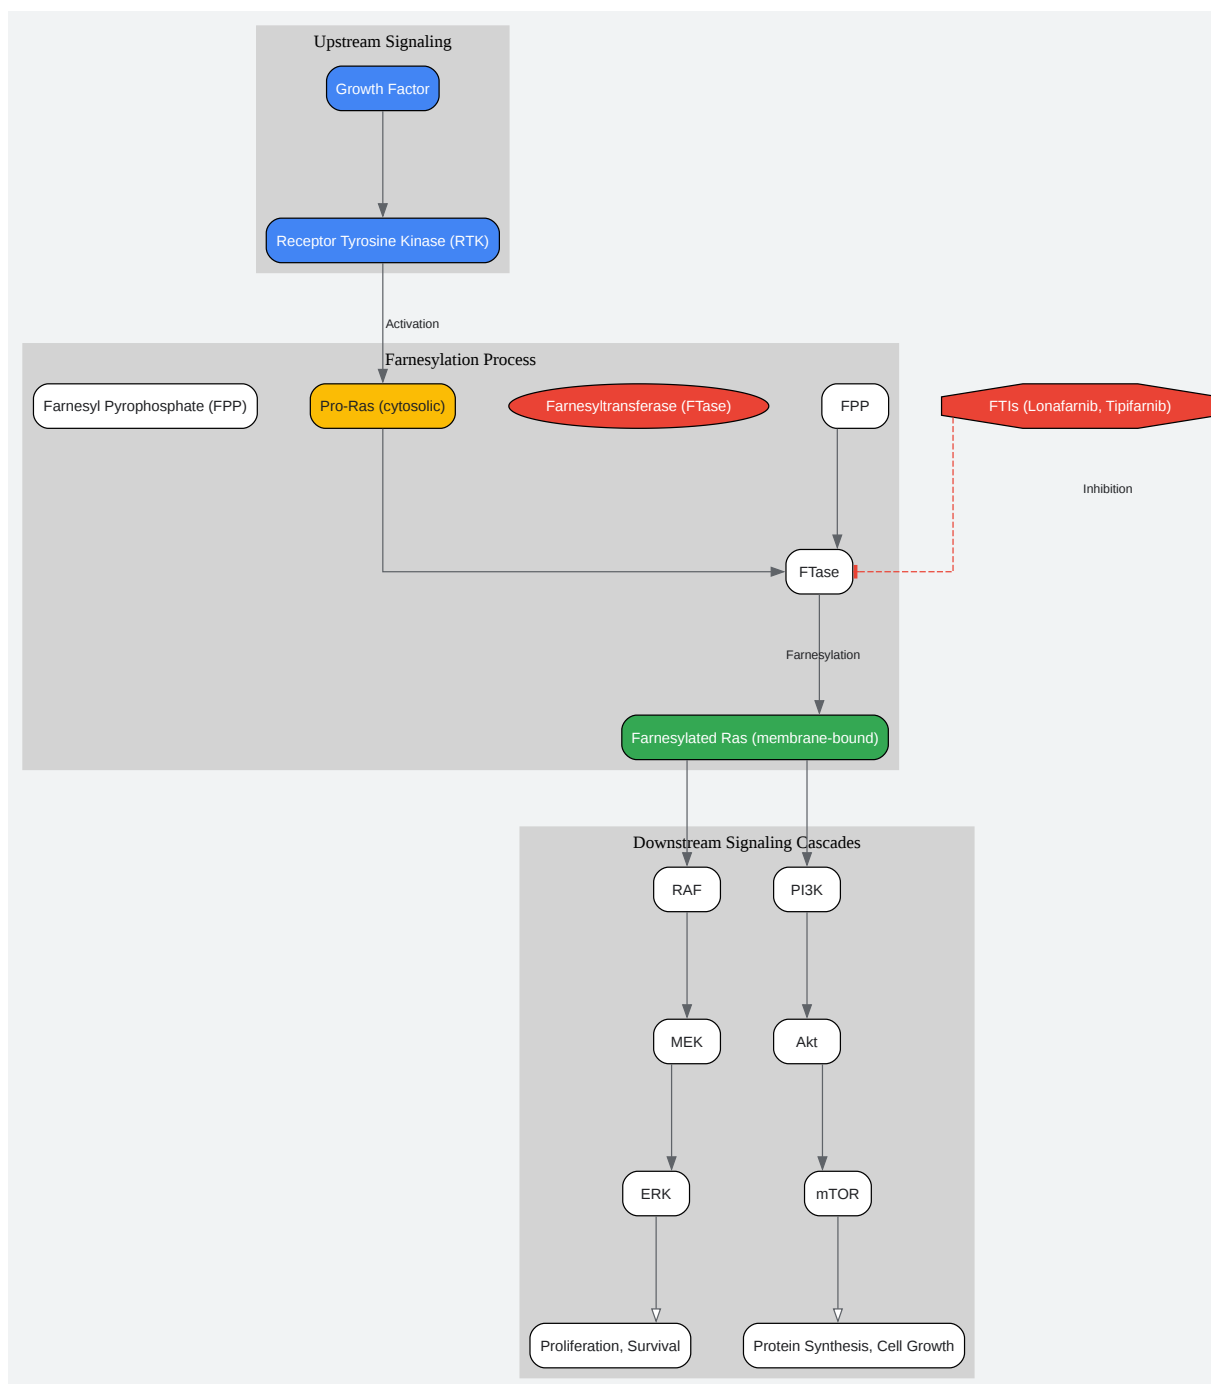 Upstream Signaling
Growth Factor
Receptor Tyrosine Kinase (RTK)
Activation
Farnesylation Process
Farnesyl Pyrophosphate (FPP)
Pro-Ras (cytosolic)
Farnesyltransferase (FTase)
FPP
FTIs (Lonafarnib, Tipifarnib)
Inhibition
FTase
Farnesylation
Farnesylated Ras (membrane-bound)
Downstream Signaling Cascades
RAF
PI3K
MEK
Akt
ERK
mTOR
Proliferation, Survival
Protein Synthesis, Cell Growth